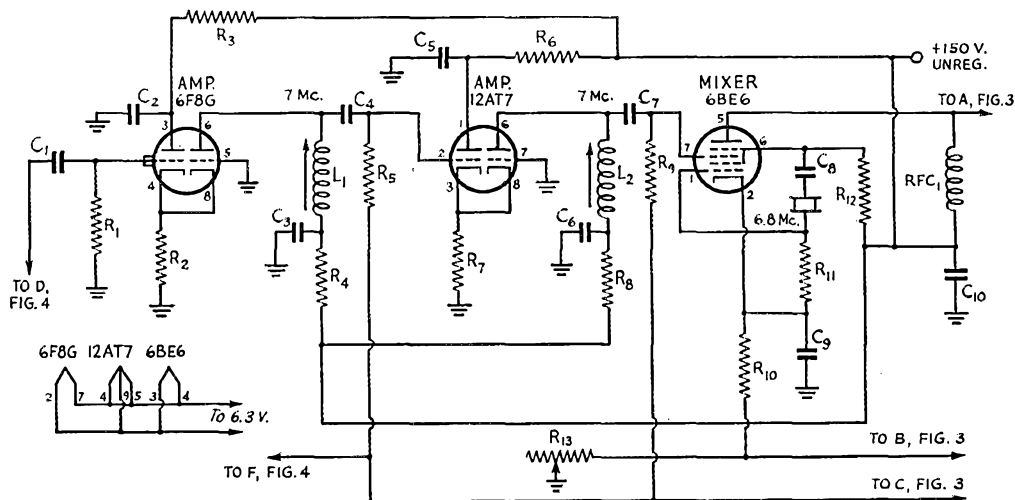 R3
C5
R6
+150 V.
UNREG.
AMP.
6F8G
C2
7 Mc.
C4
AMP.
12AT7
7 Mc.
C7
MIXER
6BE6
TO A, FIG. 3
3
6
1
6
5
6
C1
5
2
7
7
1
4
8
3
8
2
L1
R5
L2
R9
C8
R12
RFC1
6.8 Mc.
R1
R2
C3
R4
R7
C6
R8
R11
C10
TO D,
FIG. 4
R10
C9
6F8G 12AT7 6BE6
2 7 4 9 5 3 4
TO 6.3 V.
R13
TO B, FIG. 3
TO F, FIG. 4
TO C, FIG. 3